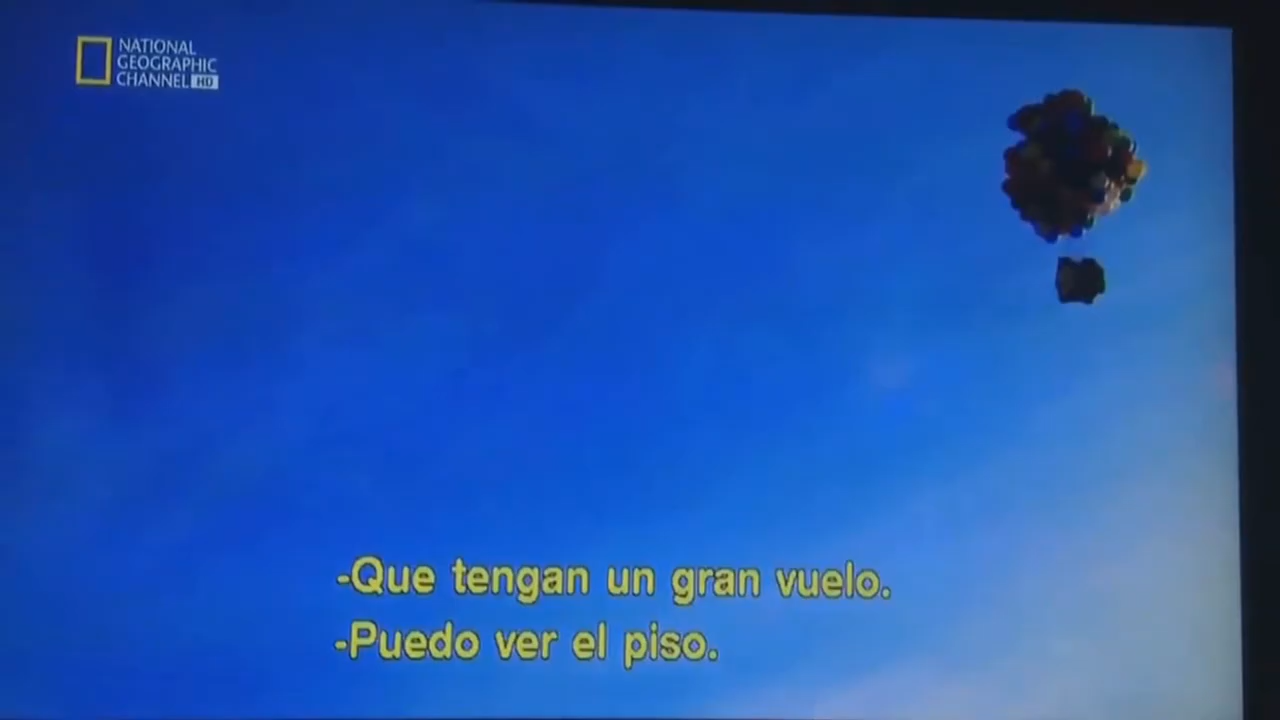 NATIONAL
GEOGRAPHIC
CHANNEL HD
-Que tengan un gran vuelo.
-Puedo ver el piso.